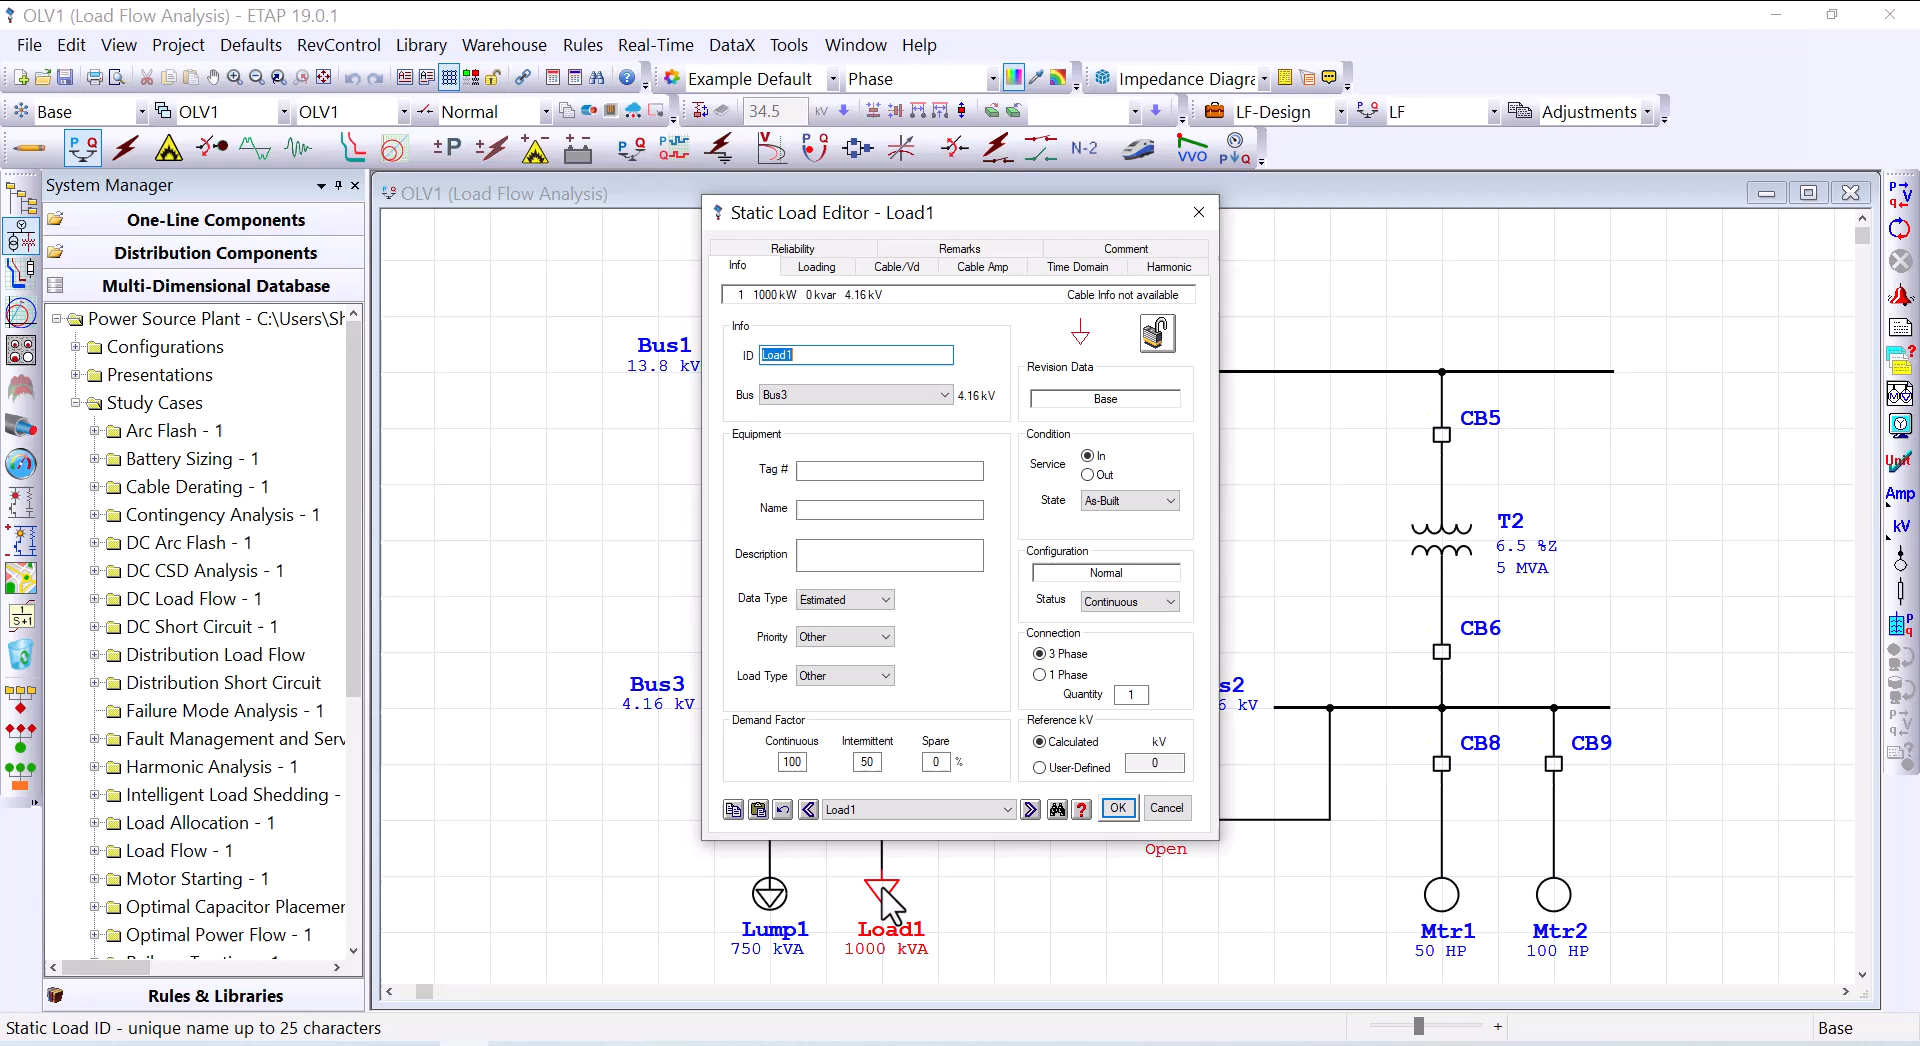 OLV1 (Load Flow Analysis) - ETAP 19.0.1
File Edit View Project Defaults RevControl Library Warehouse Rules Real-Time DataX Tools Window Help
Example Default Phase Impedance Diagra
Base OLV1 OLV1 Normal 34.5 kV LF-Design LF Adjustments
N-2 VVO
System Manager
One-Line Components
Distribution Components
Multi-Dimensional Database
Power Source Plant - C:\Users\Sh
Configurations
Presentations
Study Cases
Arc Flash - 1
Battery Sizing - 1
Cable Derating - 1
Contingency Analysis - 1
DC Arc Flash - 1
DC CSD Analysis - 1
DC Load Flow - 1
DC Short Circuit - 1
Distribution Load Flow
Distribution Short Circuit
Failure Mode Analysis - 1
Fault Management and Serv
Harmonic Analysis - 1
Intelligent Load Shedding -
Load Allocation - 1
Load Flow - 1
Motor Starting - 1
Optimal Capacitor Placemer
Optimal Power Flow - 1
Rules & Libraries
OLV1 (Load Flow Analysis)
Bus1
13.8 kV
Bus3
4.16 kV
Lump1
750 kVA
Load1
1000 kVA
Static Load Editor - Load1
Reliability Remarks Comment
Info Loading Cable/Vd Cable Amp Time Domain Harmonic
1 1000 kW 0 kvar 4.16 kV Cable Info not available
Info
ID Load1
Bus Bus3 4.16 kV
Equipment
Tag #
Name
Description
Data Type Estimated
Priority Other
Load Type Other
Demand Factor
Continuous Intermittent Spare
100 50 0 %
Revision Data
Base
Condition
Service In
Out
State As-Built
Configuration
Normal
Status Continuous
Connection
3 Phase
1 Phase
Quantity 1
Reference kV
Calculated kV
User-Defined 0
Load1 OK Cancel
Open
CB5
T2
6.5 %Z
5 MVA
CB6
s2
6 kV
CB8 CB9
Mtr1
50 HP
Mtr2
100 HP
Unit
Amp
kV
Static Load ID - unique name up to 25 characters
Base